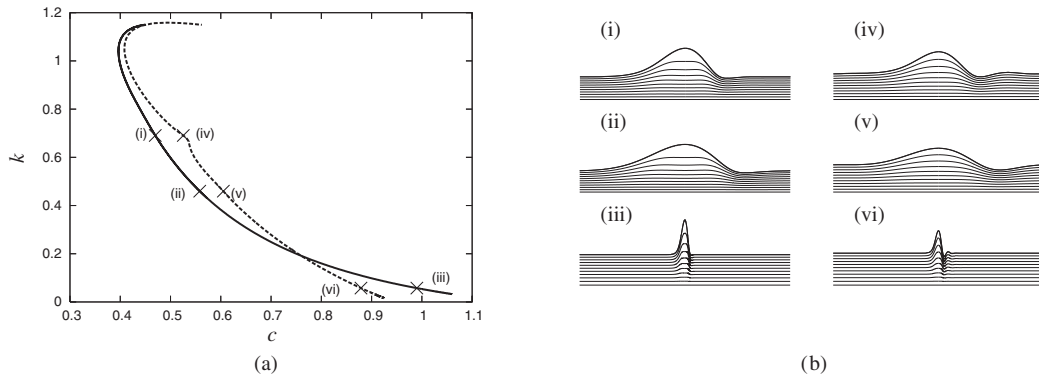 1.2
1
0.8
0.6
0.4
0.2
0
k
0.3 0.4 0.5 0.6 0.7 0.8 0.9 1 1.1
c
(i)
(iv)
(ii)
(v)
(iii)
(vi)
(a)
(i)
(iv)
(ii)
(v)
(iii)
(vi)
(b)